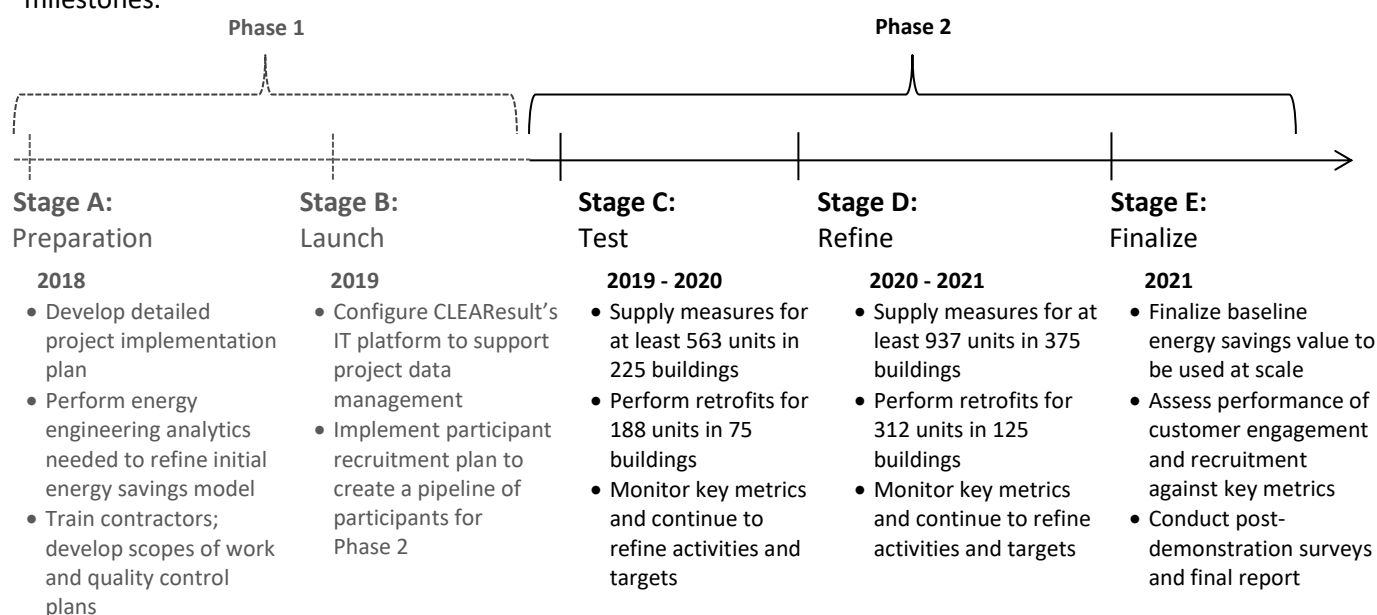 milestones:
Phase 1
Phase 2
Stage A:
Preparation
2018
• Develop detailed
project implementation
plan
• Perform energy
engineering analytics
needed to refine initial
energy savings model
• Train contractors;
develop scopes of work
and quality control
plans
Stage B:
Launch
2019
• Configure CLEAResult’s
IT platform to support
project data
management
• Implement participant
recruitment plan to
create a pipeline of
participants for
Phase 2
Stage C:
Test
2019 - 2020
• Supply measures for
at least 563 units in
225 buildings
• Perform retrofits for
188 units in 75
buildings
• Monitor key metrics
and continue to
refine activities and
targets
Stage D:
Refine
2020 - 2021
• Supply measures for at
least 937 units in 375
buildings
• Perform retrofits for
312 units in 125
buildings
• Monitor key metrics
and continue to refine
activities and targets
Stage E:
Finalize
2021
• Finalize baseline
energy savings value to
be used at scale
• Assess performance of
customer engagement
and recruitment
against key metrics
• Conduct post-
demonstration surveys
and final report